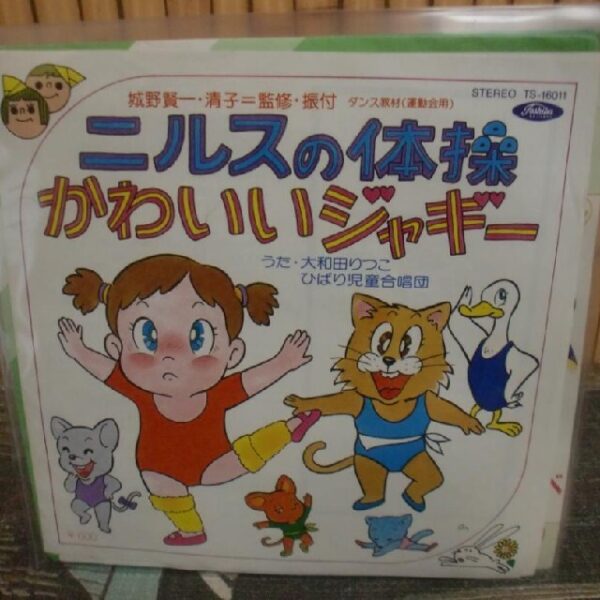 STEREO TS-16011
Toshiba
城野賢一・清子=監修・振付 ダンス教材(運動会用)
ニルスの体操
かわいいジャギー
うた・大和田りつこ
ひばり児童合唱団
¥600